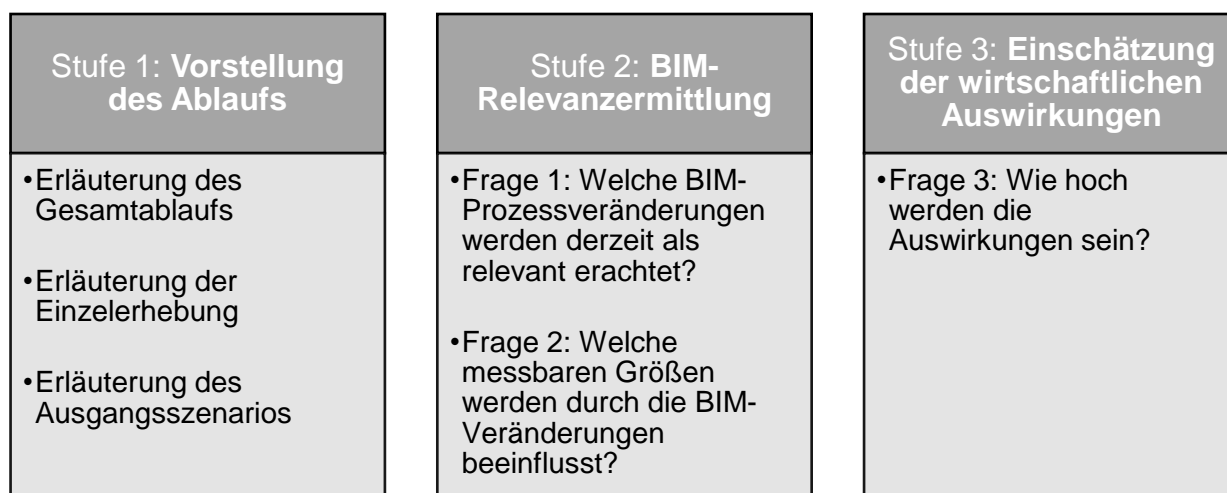 Stufe 1: Vorstellung
des Ablaufs
•Erläuterung des
Gesamtablaufs
•Erläuterung der
Einzelerhebung
•Erläuterung des
Ausgangsszenarios
Stufe 2: BIM-
Relevanzermittlung
•Frage 1: Welche BIM-
Prozessveränderungen
werden derzeit als
relevant erachtet?
•Frage 2: Welche
messbaren Größen
werden durch die BIM-
Veränderungen
beeinflusst?
Stufe 3: Einschätzung
der wirtschaftlichen
Auswirkungen
•Frage 3: Wie hoch
werden die
Auswirkungen sein?